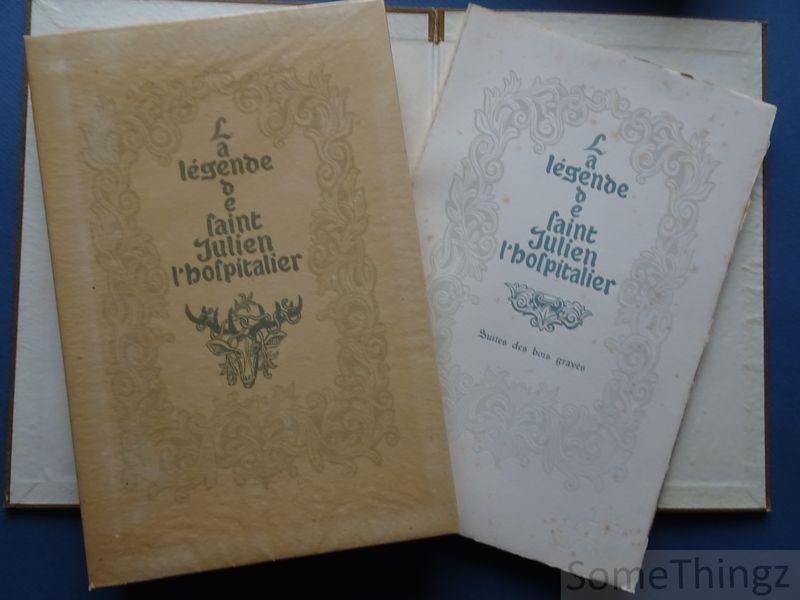 La
légende
de
saint
Julien
l'hospitalier
La
légende
de
saint
Julien
l'hospitalier
Suites des bois gravés
SomeThingz